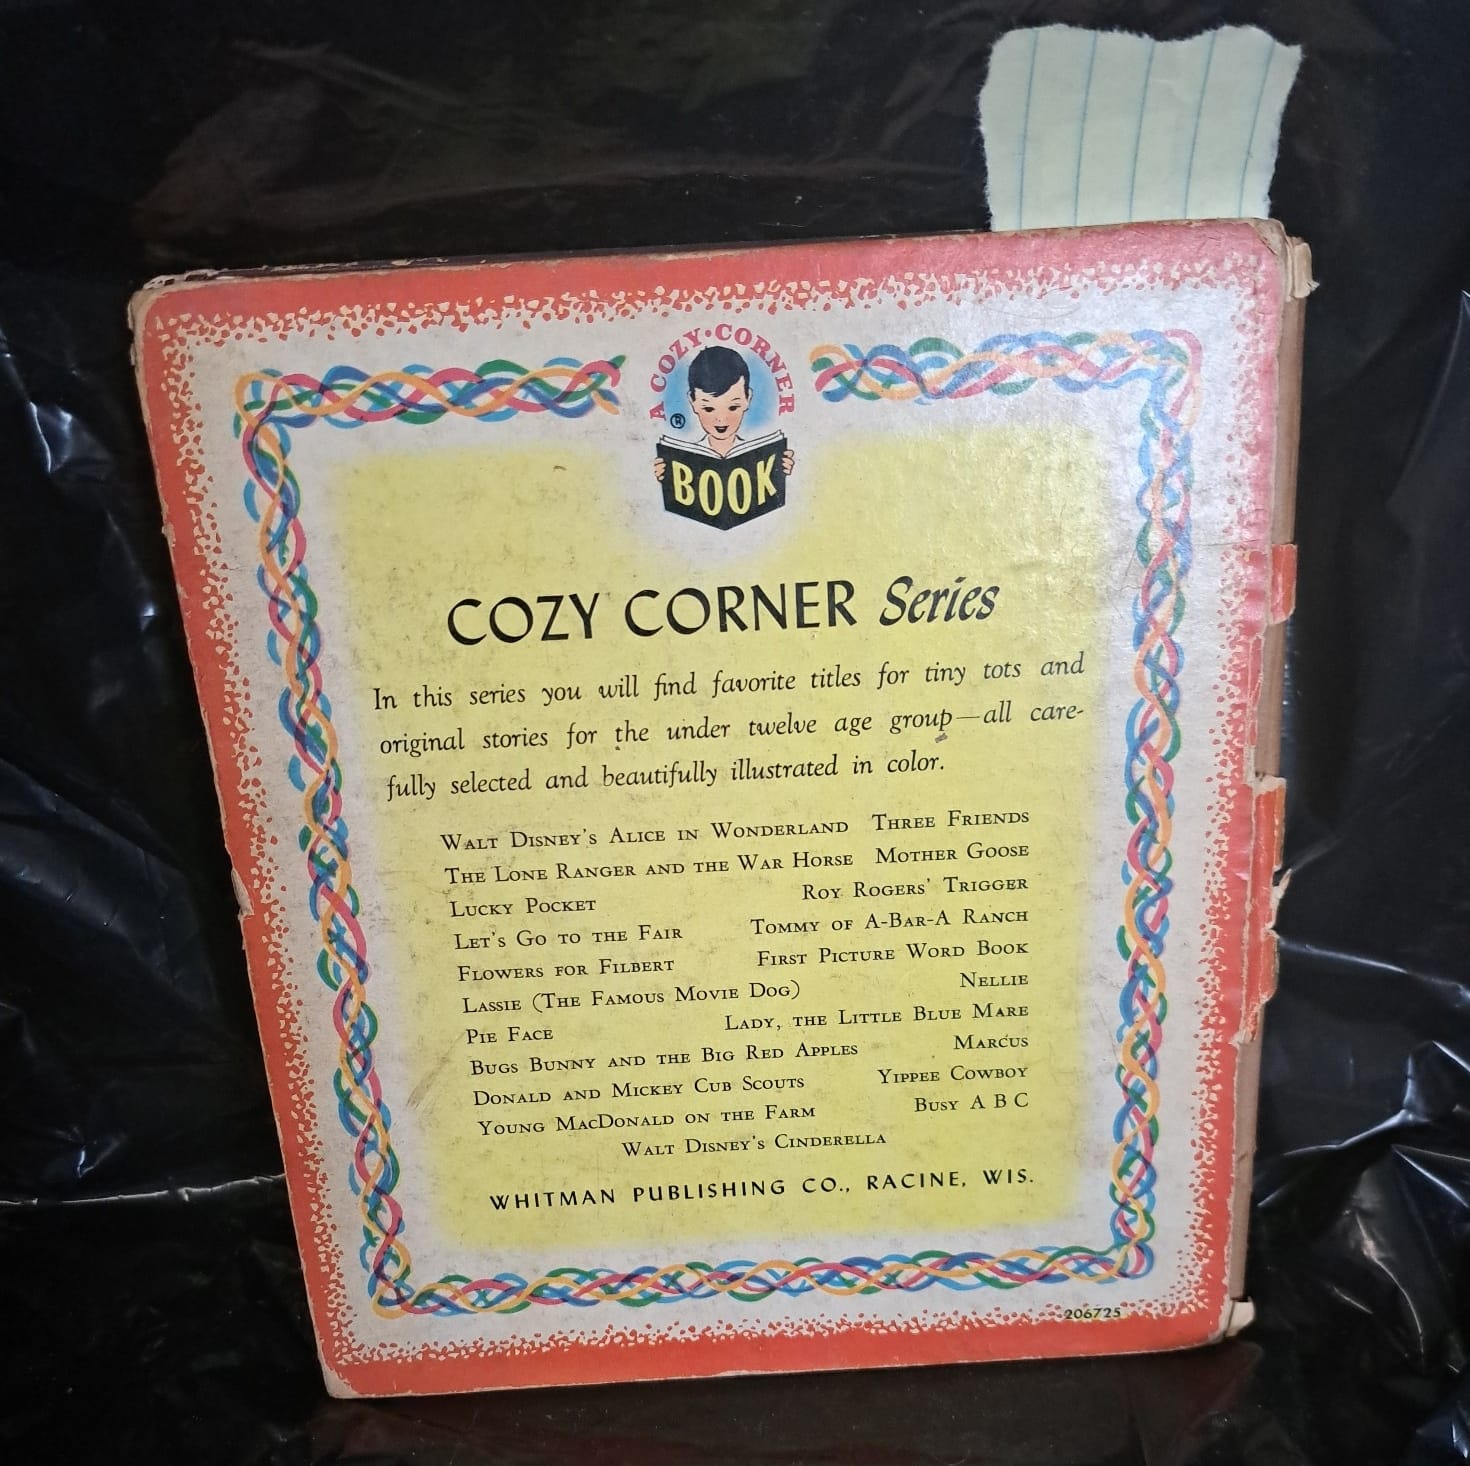 A COZY·CORNER
®
BOOK
COZY CORNER Series
In this series you will find favorite titles for tiny tots and
original stories for the under twelve age group—all care-
fully selected and beautifully illustrated in color.
WALT DISNEY'S ALICE IN WONDERLAND THREE FRIENDS
THE LONE RANGER AND THE WAR HORSE MOTHER GOOSE
LUCKY POCKET ROY ROGERS' TRIGGER
LET'S GO TO THE FAIR TOMMY OF A-BAR-A RANCH
FLOWERS FOR FILBERT FIRST PICTURE WORD BOOK
LASSIE (THE FAMOUS MOVIE DOG) NELLIE
PIE FACE LADY, THE LITTLE BLUE MARE
BUGS BUNNY AND THE BIG RED APPLES MARCUS
DONALD AND MICKEY CUB SCOUTS YIPPEE COWBOY
YOUNG MACDONALD ON THE FARM BUSY A B C
WALT DISNEY'S CINDERELLA
WHITMAN PUBLISHING CO., RACINE, WIS.
206725